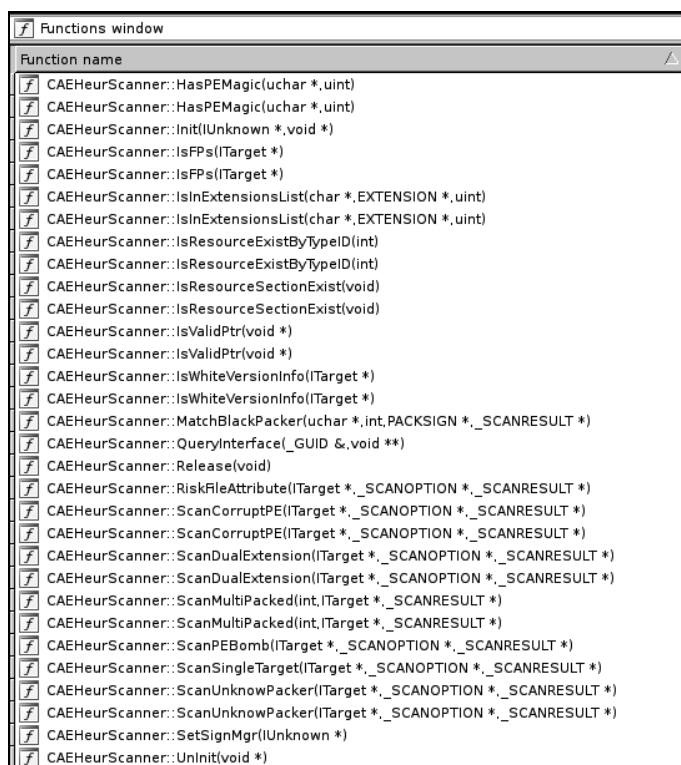 Functions window
Function name
CAEHeurScanner::HasPEMagic(uchar *,uint)
CAEHeurScanner::HasPEMagic(uchar *,uint)
CAEHeurScanner::Init(IUnknown *,void *)
CAEHeurScanner::IsFPs(ITarget *)
CAEHeurScanner::IsFPs(ITarget *)
CAEHeurScanner::IsInExtensionsList(char *,EXTENSION *,uint)
CAEHeurScanner::IsInExtensionsList(char *,EXTENSION *,uint)
CAEHeurScanner::IsResourceExistByTypeID(int)
CAEHeurScanner::IsResourceExistByTypeID(int)
CAEHeurScanner::IsResourceSectionExist(void)
CAEHeurScanner::IsResourceSectionExist(void)
CAEHeurScanner::IsValidPtr(void *)
CAEHeurScanner::IsValidPtr(void *)
CAEHeurScanner::IsWhiteVersionInfo(ITarget *)
CAEHeurScanner::IsWhiteVersionInfo(ITarget *)
CAEHeurScanner::MatchBlackPacker(uchar *,int,PACKSIGN *,_SCANRESULT *)
CAEHeurScanner::QueryInterface(_GUID &,void **)
CAEHeurScanner::Release(void)
CAEHeurScanner::RiskFileAttribute(ITarget *,_SCANOPTION *,_SCANRESULT *)
CAEHeurScanner::ScanCorruptPE(ITarget *,_SCANOPTION *,_SCANRESULT *)
CAEHeurScanner::ScanCorruptPE(ITarget *,_SCANOPTION *,_SCANRESULT *)
CAEHeurScanner::ScanDualExtension(ITarget *,_SCANOPTION *,_SCANRESULT *)
CAEHeurScanner::ScanDualExtension(ITarget *,_SCANOPTION *,_SCANRESULT *)
CAEHeurScanner::ScanMultiPacked(int,ITarget *,_SCANRESULT *)
CAEHeurScanner::ScanMultiPacked(int,ITarget *,_SCANRESULT *)
CAEHeurScanner::ScanPEBomb(ITarget *,_SCANOPTION *,_SCANRESULT *)
CAEHeurScanner::ScanSingleTarget(ITarget *,_SCANOPTION *,_SCANRESULT *)
CAEHeurScanner::ScanUnknowPacker(ITarget *,_SCANOPTION *,_SCANRESULT *)
CAEHeurScanner::ScanUnknowPacker(ITarget *,_SCANOPTION *,_SCANRESULT *)
CAEHeurScanner::SetSignMgr(IUnknown *)
CAEHeurScanner::UnInit(void *)